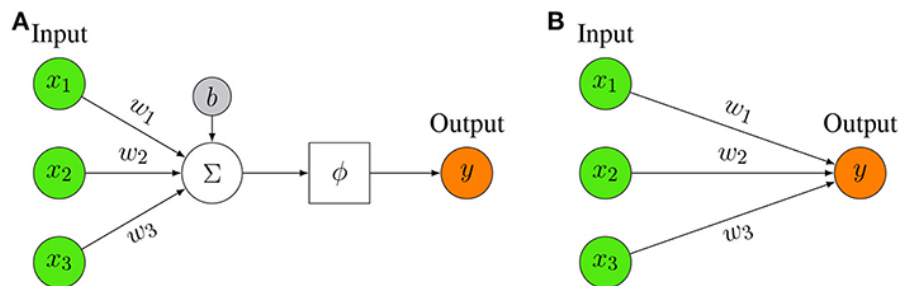 A
Input
x1
w1
b
Output
x2
w2
Σ
ϕ
y
w3
x3
B
Input
x1
w1
Output
x2
w2
y
w3
x3